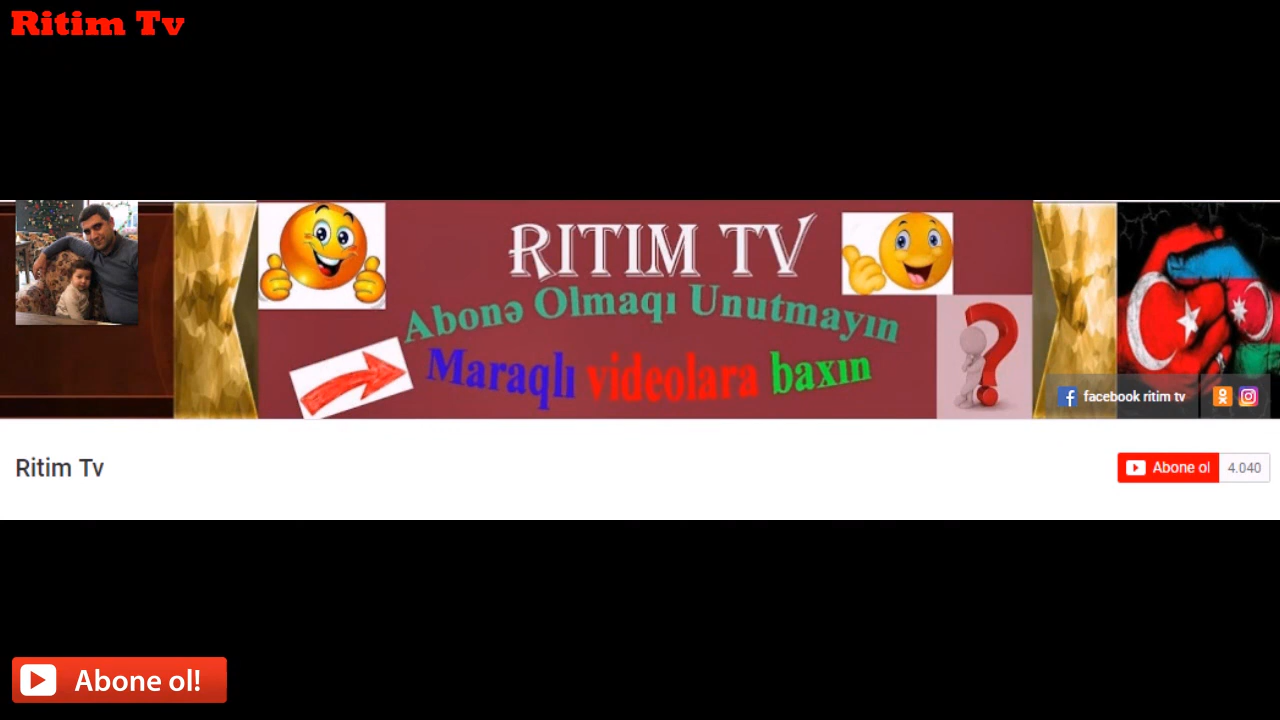 Ritim Tv
RITIM TV
Abonə Olmaqı Unutmayın
Maraqlı videolara baxın
facebook ritim tv
Ritim Tv
Abone ol 4.040
Abone ol!